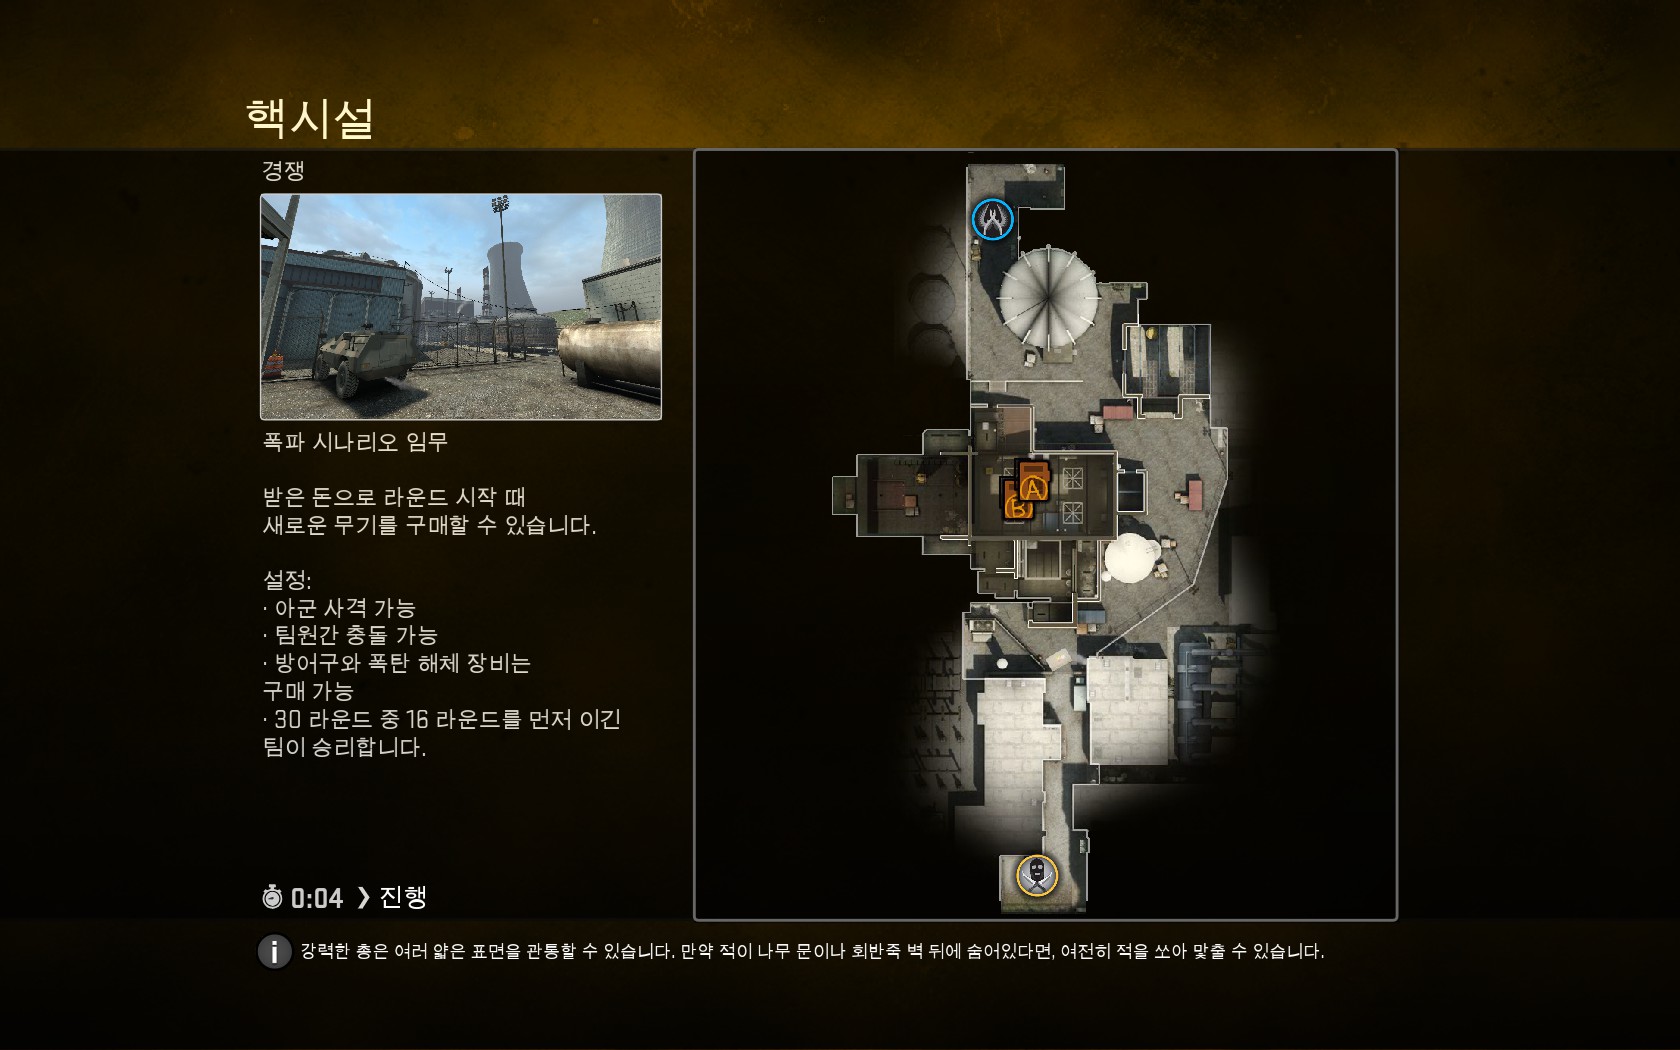 핵시설
경쟁
폭파 시나리오 임무
받은 돈으로 라운드 시작 때
새로운 무기를 구매할 수 있습니다.
설정:
· 아군 사격 가능
· 팀원간 충돌 가능
· 방어구와 폭탄 해체 장비는
구매 가능
· 30 라운드 중 16 라운드를 먼저 이긴
팀이 승리합니다.
A
B
0:04 ❯ 진행
i 강력한 총은 여러 얇은 표면을 관통할 수 있습니다. 만약 적이 나무 문이나 회반죽 벽 뒤에 숨어있다면, 여전히 적을 쏘아 맞출 수 있습니다.